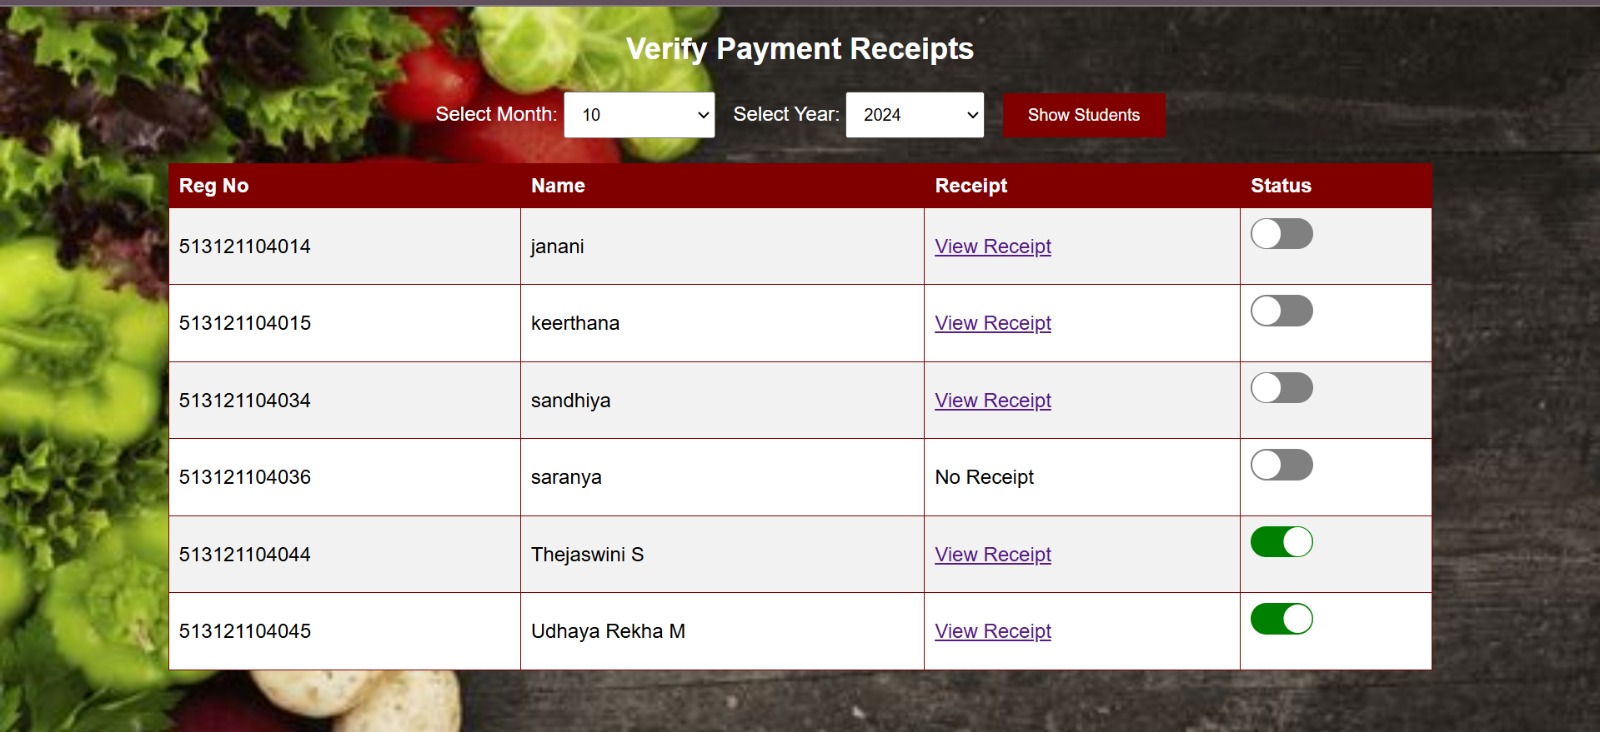 Verify Payment Receipts
Select Month: 10 Select Year: 2024 Show Students
Reg No Name Receipt Status
513121104014 janani View Receipt
513121104015 keerthana View Receipt
513121104034 sandhiya View Receipt
513121104036 saranya No Receipt
513121104044 Thejaswini S View Receipt
513121104045 Udhaya Rekha M View Receipt